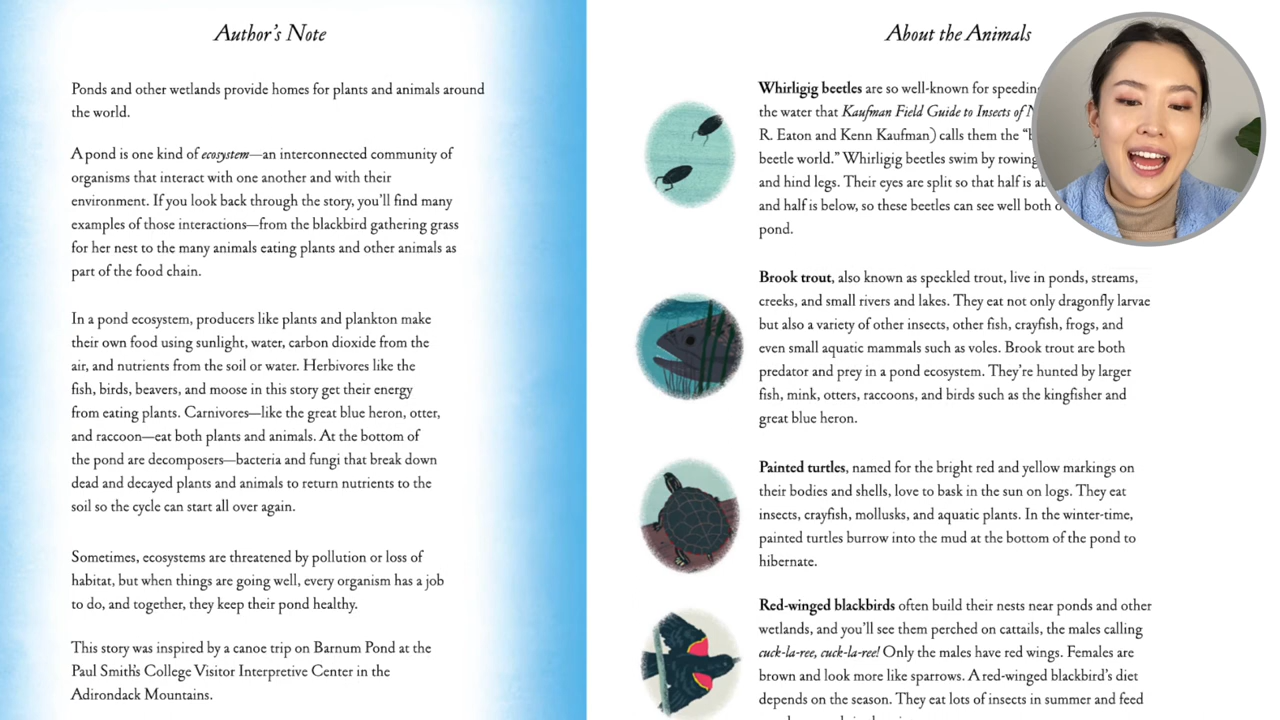 Author's Note
Ponds and other wetlands provide homes for plants and animals around
the world.
A pond is one kind of ecosystem—an interconnected community of
organisms that interact with one another and with their
environment. If you look back through the story, you'll find many
examples of those interactions—from the blackbird gathering grass
for her nest to the many animals eating plants and other animals as
part of the food chain.
In a pond ecosystem, producers like plants and plankton make
their own food using sunlight, water, carbon dioxide from the
air, and nutrients from the soil or water. Herbivores like the
fish, birds, beavers, and moose in this story get their energy
from eating plants. Carnivores—like the great blue heron, otter,
and raccoon—eat both plants and animals. At the bottom of
the pond are decomposers—bacteria and fungi that break down
dead and decayed plants and animals to return nutrients to the
soil so the cycle can start all over again.
Sometimes, ecosystems are threatened by pollution or loss of
habitat, but when things are going well, every organism has a job
to do, and together, they keep their pond healthy.
This story was inspired by a canoe trip on Barnum Pond at the
Paul Smith's College Visitor Interpretive Center in the
Adirondack Mountains.
About the Animals
Whirligig beetles are so well-known for speeding
the water that Kaufman Field Guide to Insects of
R. Eaton and Kenn Kaufman) calls them the
beetle world." Whirligig beetles swim by rowing
and hind legs. Their eyes are split so that half is
and half is below, so these beetles can see well both
pond.
Brook trout, also known as speckled trout, live in ponds, streams,
creeks, and small rivers and lakes. They eat not only dragonfly larvae
but also a variety of other insects, other fish, crayfish, frogs, and
even small aquatic mammals such as voles. Brook trout are both
predator and prey in a pond ecosystem. They're hunted by larger
fish, mink, otters, raccoons, and birds such as the kingfisher and
great blue heron.
Painted turtles, named for the bright red and yellow markings on
their bodies and shells, love to bask in the sun on logs. They eat
insects, crayfish, mollusks, and aquatic plants. In the winter-time,
painted turtles burrow into the mud at the bottom of the pond to
hibernate.
Red-winged blackbirds often build their nests near ponds and other
wetlands, and you'll see them perched on cattails, the males calling
cuck-la-ree, cuck-la-ree! Only the males have red wings. Females are
brown and look more like sparrows. A red-winged blackbird's diet
depends on the season. They eat lots of insects in summer and feed